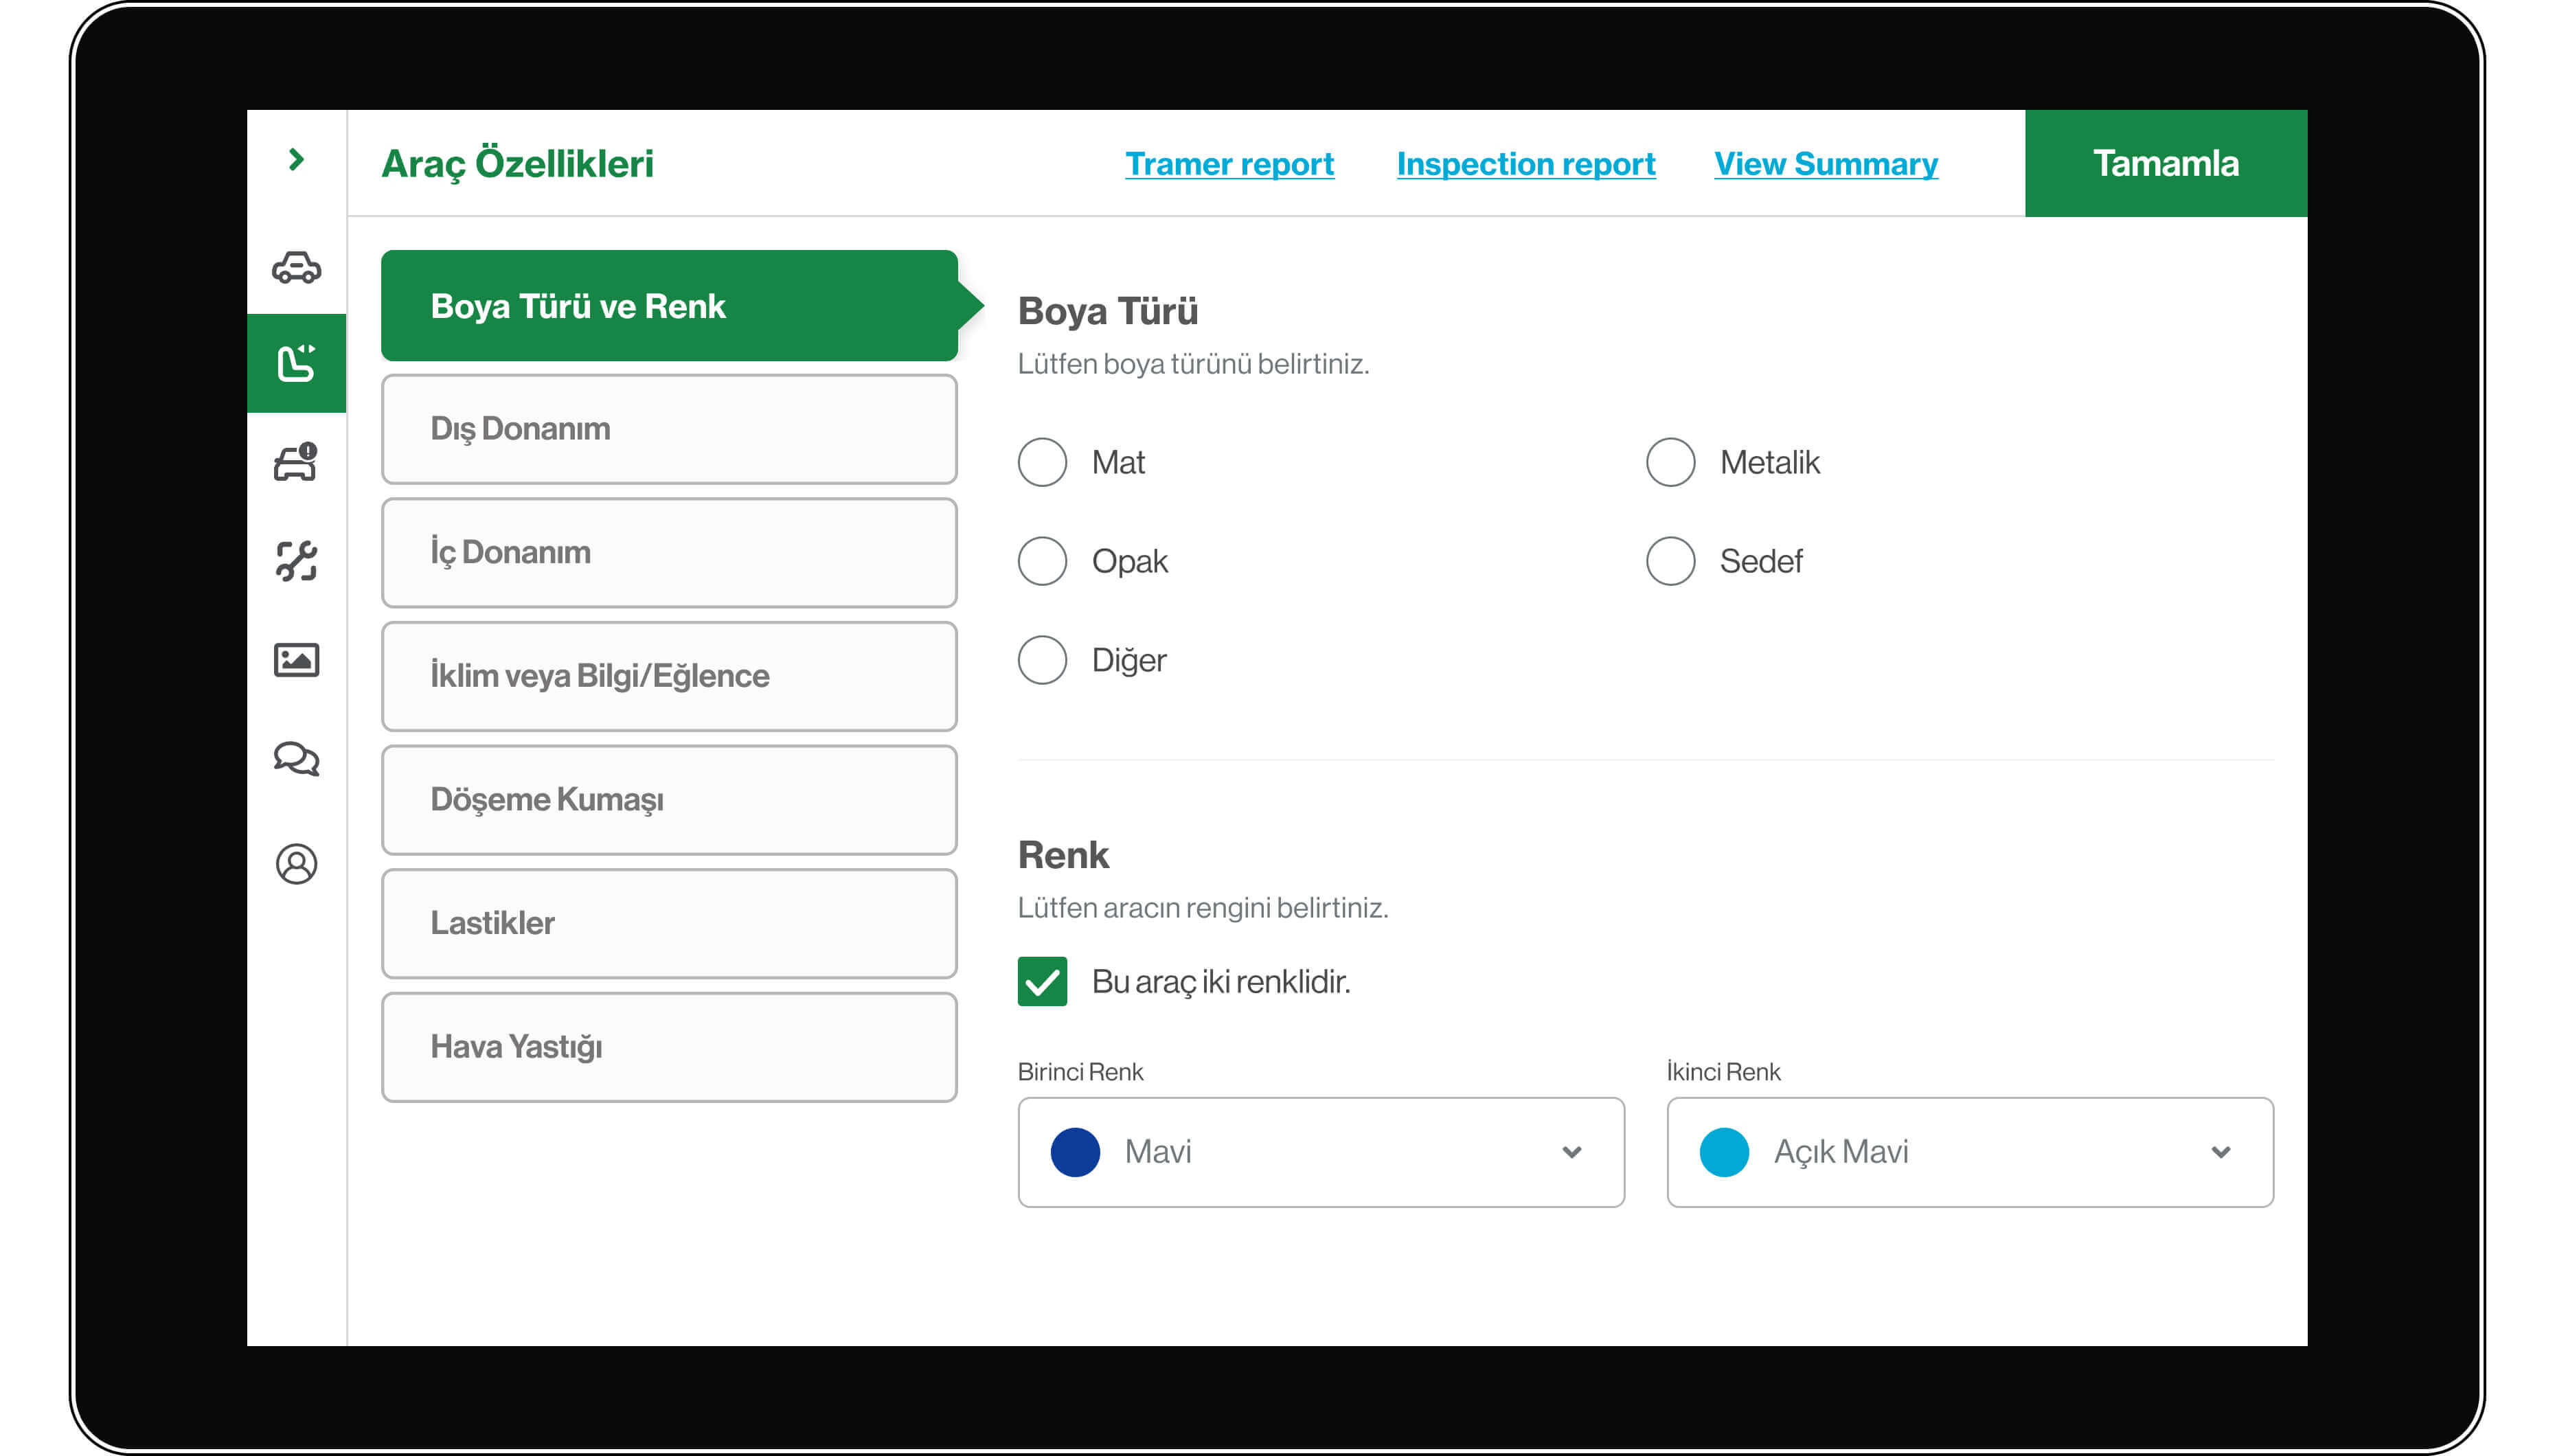 Araç Özellikleri
Tramer report
Inspection report
View Summary
Tamamla
Boya Türü ve Renk
Dış Donanım
İç Donanım
İklim veya Bilgi/Eğlence
Döşeme Kumaşı
Lastikler
Hava Yastığı
Boya Türü
Lütfen boya türünü belirtiniz.
Mat
Metalik
Opak
Sedef
Diğer
Renk
Lütfen aracın rengini belirtiniz.
Bu araç iki renklidir.
Birinci Renk
İkinci Renk
Mavi
Açık Mavi